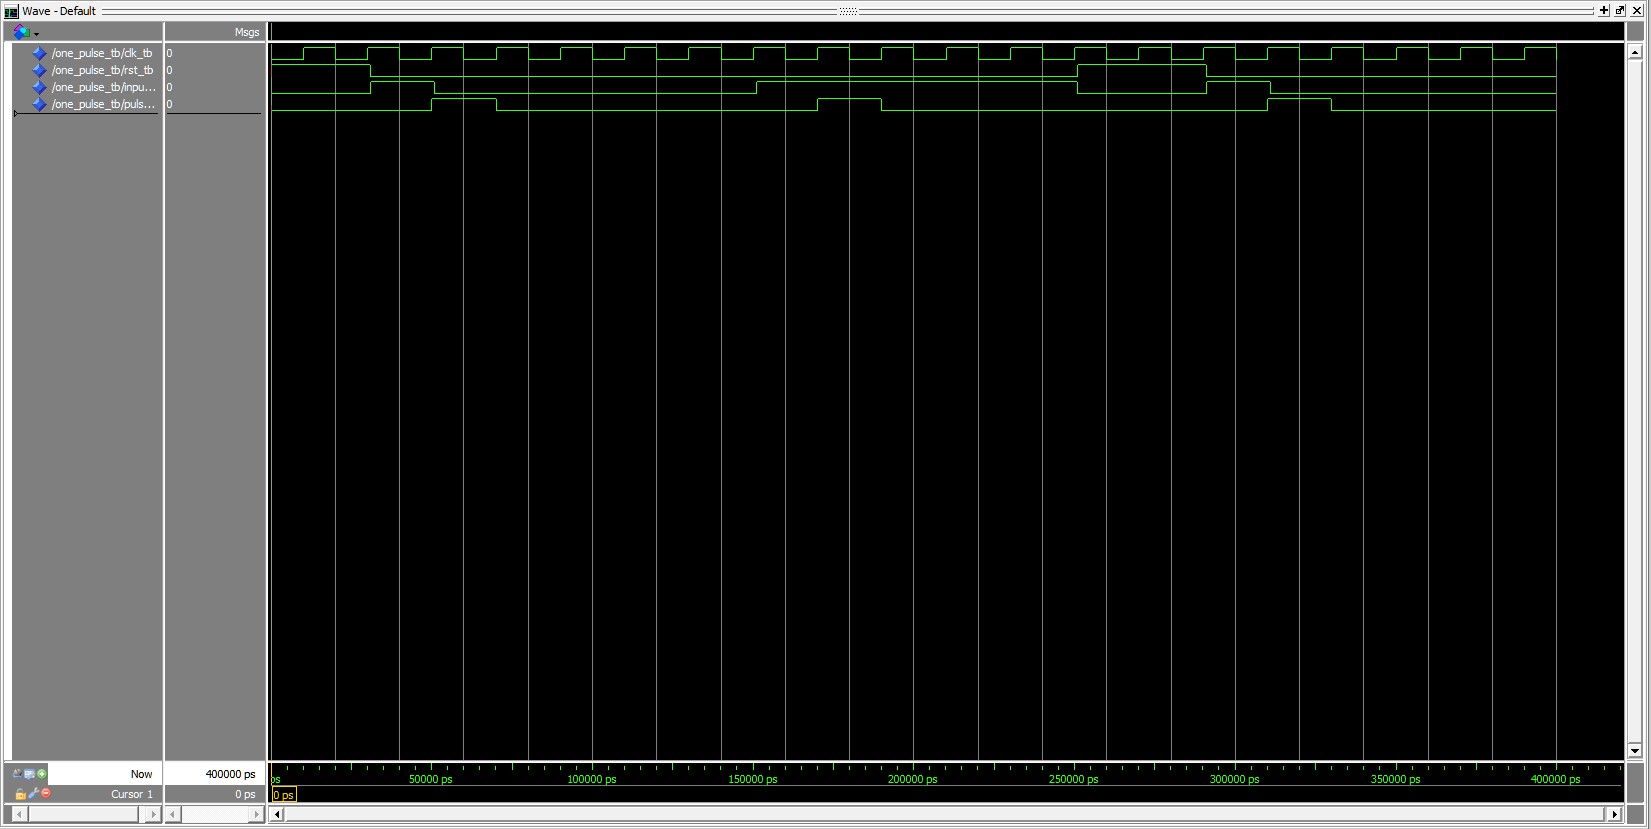 Wave - Default
Msgs
/one_pulse_tb/clk_tb 0
/one_pulse_tb/rst_tb 0
/one_pulse_tb/inpu... 0
/one_pulse_tb/puls... 0
Now 400000 ps ps 50000 ps 100000 ps 150000 ps 200000 ps 250000 ps 300000 ps 350000 ps 400000 ps
Cursor 1 0 ps 0 ps